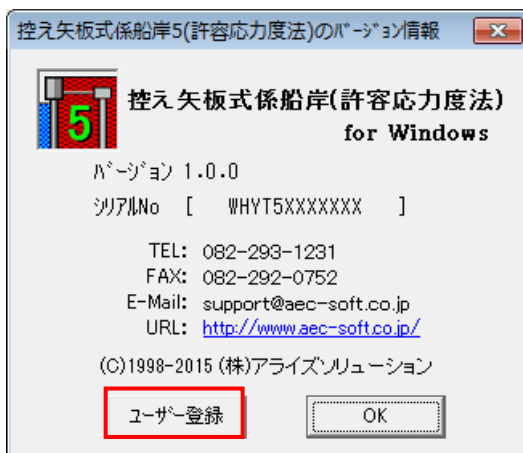 控え矢板式係船岸5(許容応力度法)のﾊﾞｰｼﾞｮﾝ情報
5
控え矢板式係船岸(許容応力度法)
for Windows
ﾊﾞｰｼﾞｮﾝ 1.0.0
ｼﾘｱﾙNo [ WHYT5XXXXXXX ]
TEL: 082-293-1231
FAX: 082-292-0752
E-Mail: support@aec-soft.co.jp
URL: http://www.aec-soft.co.jp/
(C)1998-2015 (株)アライズソリューション
ﾕｰｻﾞｰ登録
OK